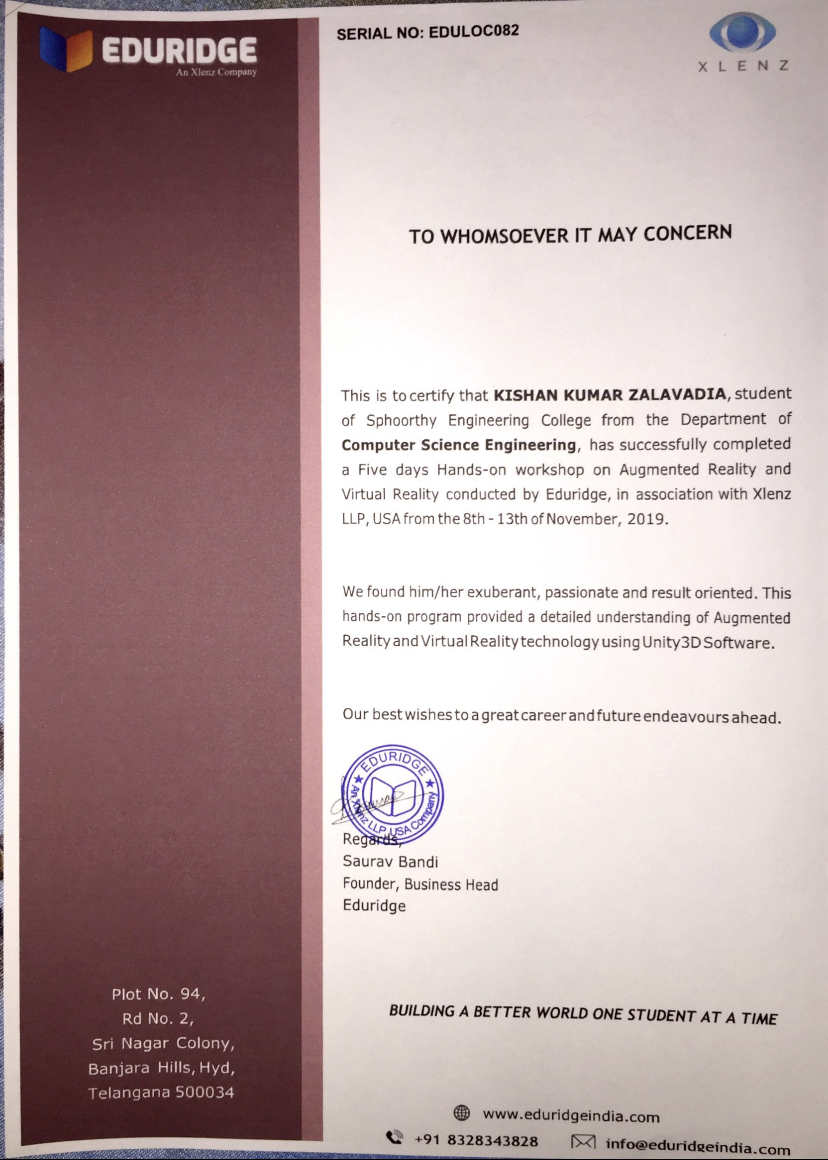 EDURIDGE
An Xlenz Company
SERIAL NO: EDULOC082
XLENZ
TO WHOMSOEVER IT MAY CONCERN
This is to certify that KISHAN KUMAR ZALAVADIA, student
of Sphoorthy Engineering College from the Department of
Computer Science Engineering, has successfully completed
a Five days Hands-on workshop on Augmented Reality and
Virtual Reality conducted by Eduridge, in association with Xlenz
LLP, USA from the 8th - 13th of November, 2019.
We found him/her exuberant, passionate and result oriented. This
hands-on program provided a detailed understanding of Augmented
Reality and Virtual Reality technology using Unity3D Software.
Our best wishes to a great career and future endeavours ahead.
★ EDURIDGE ★
An Xlenz LLP, USA Company
Regards,
Saurav Bandi
Founder, Business Head
Eduridge
Plot No. 94,
Rd No. 2,
Sri Nagar Colony,
Banjara Hills, Hyd,
Telangana 500034
BUILDING A BETTER WORLD ONE STUDENT AT A TIME
www.eduridgeindia.com
+91 8328343828 info@eduridgeindia.com